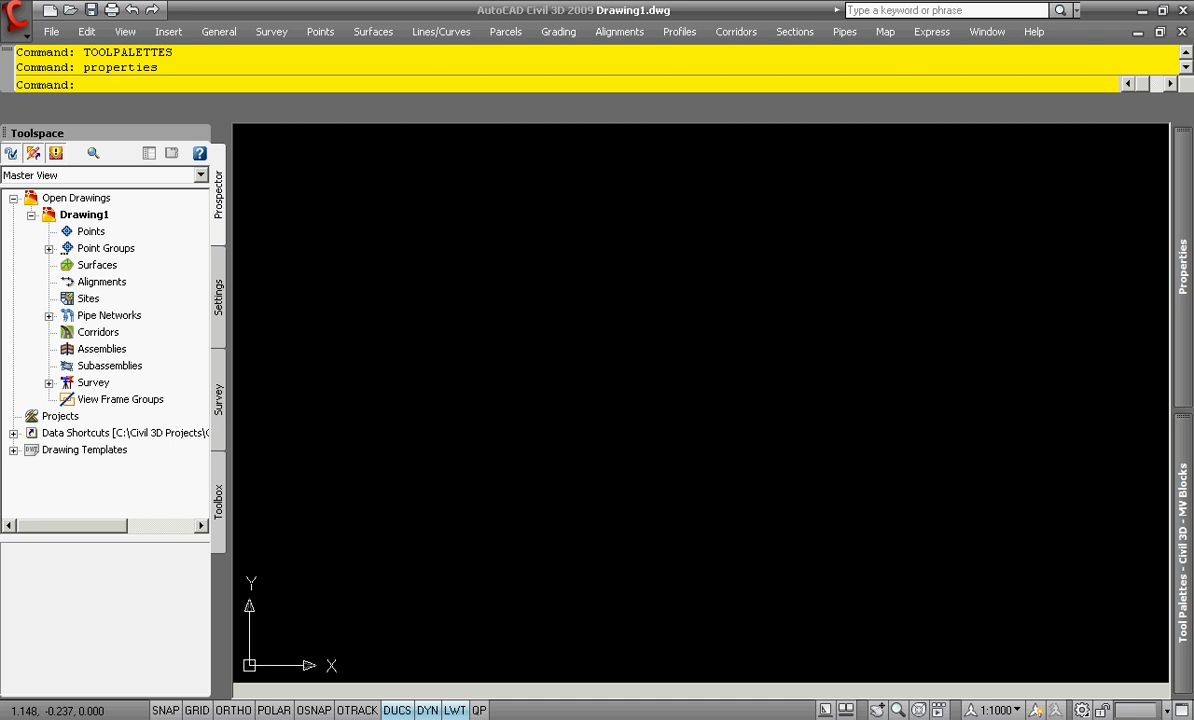 AutoCAD Civil 3D 2009 Drawing1.dwg
Type a keyword or phrase
File Edit View Insert General Survey Points Surfaces Lines/Curves Parcels Grading Alignments Profiles Corridors Sections Pipes Map Express Window Help
Command: TOOLPALETTES
Command: properties
Command:
Toolspace
Master View
Open Drawings
Drawing1
Points
Point Groups
Surfaces
Alignments
Sites
Pipe Networks
Corridors
Assemblies
Subassemblies
Survey
View Frame Groups
Projects
Data Shortcuts [C:\Civil 3D Projects\C
Drawing Templates
Prospector
Settings
Survey
Toolbox
Y
X
Properties
Tool Palettes - Civil 3D - MV Blocks
1.148, -0.237, 0.000 SNAP GRID ORTHO POLAR OSNAP OTRACK DUCS DYN LWT QP 1:1000